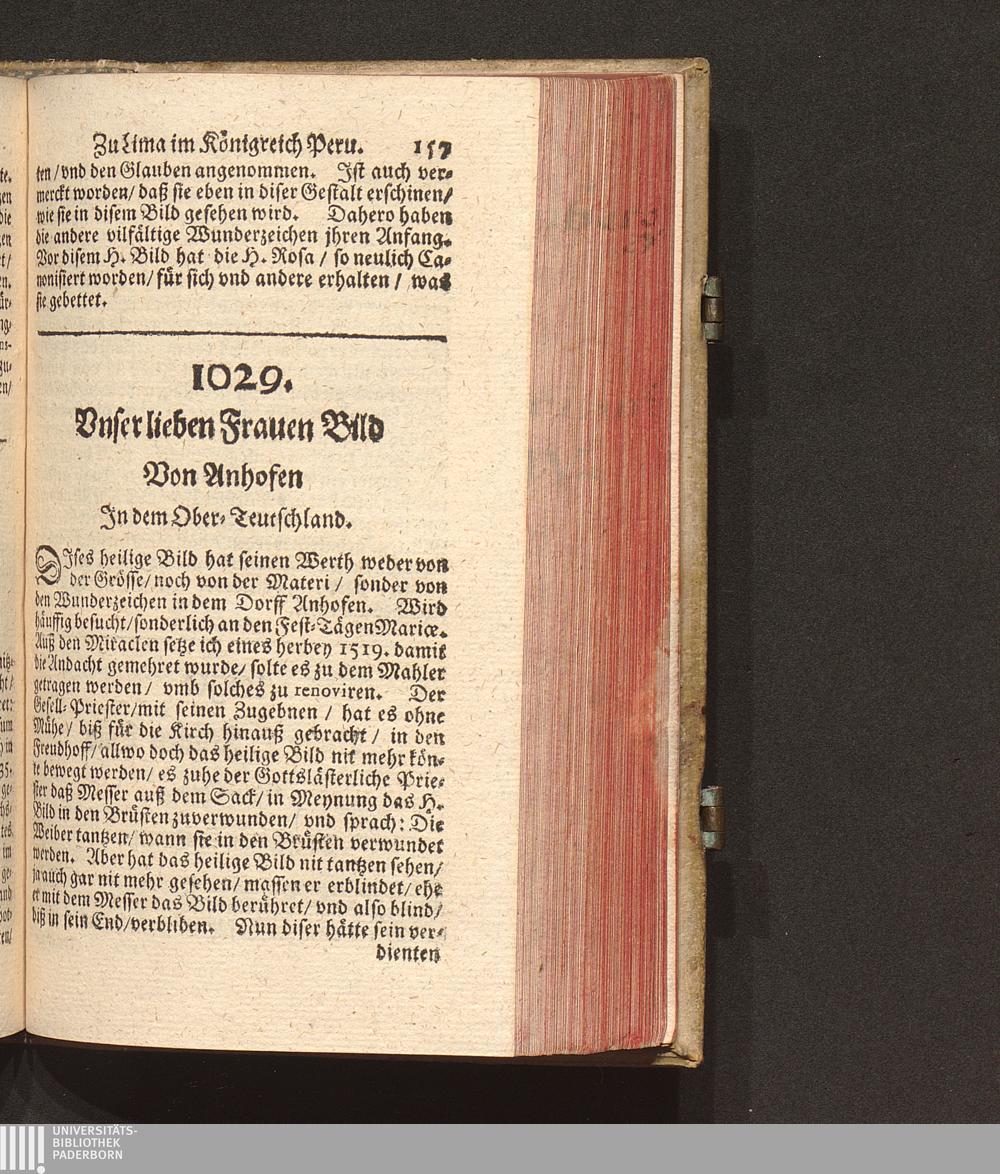 Zu Lima im Königreich Peru. 157
ten / vnd den Glauben angenommen. Ist auch ver-
merckt worden / daß sie eben in diser Gestalt erschinen /
wie sie in disem Bild gesehen wird. Dahero haben
die andere vilfältige Wunderzeichen jhren Anfang.
Vor disem H. Bild hat die H. Rosa / so neulich Ca-
nonisiert worden / für sich vnd andere erhalten / was
sie gebettet.
1029.
Vnser lieben Frauen Bild
Von Anhofen
In dem Ober-Teutschland.
DIses heilige Bild hat seinen Werth weder von
der Grösse / noch von der Materi / sonder von
den Wunderzeichen in dem Dorff Anhofen. Wird
häuffig besucht / sonderlich an den Fest-Tägen Mariæ.
Auß den Miraclen setze ich eines herbey 1519. damit
die Andacht gemehret wurde / solte es zu dem Mahler
getragen werden / vmb solches zu renoviren. Der
Gesell-Priester / mit seinen Zugebnen / hat es ohne
Mühe / biß für die Kirch hinauß gebracht / in den
Freudhoff / allwo doch das heilige Bild nit mehr kön-
te bewegt werden / es zuhe der Gottslästerliche Prie-
ster daß Messer auß dem Sack / in Meynung das H.
Bild in den Brüsten zuverwunden / vnd sprach: Die
Weiber tantzen / wann sie in den Brüsten verwundet
werden. Aber hat das heilige Bild nit tantzen sehen /
ja auch gar nit mehr gesehen / massen er erblindet / ehe
er mit dem Messer das Bild berühret / vnd also blind /
biß in sein End / verbliben. Nun diser hätte sein ver-
dienten
UNIVERSITÄTS-
BIBLIOTHEK
PADERBORN